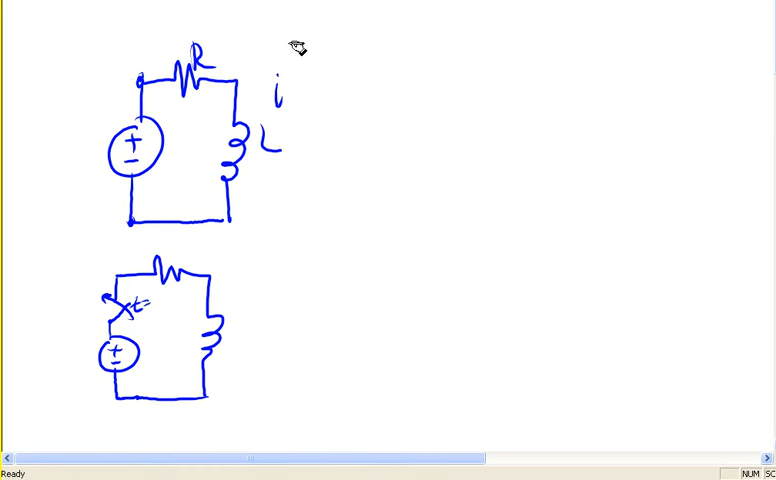 R
i
+
L
−
t=
+
−
Ready
NUM
SC